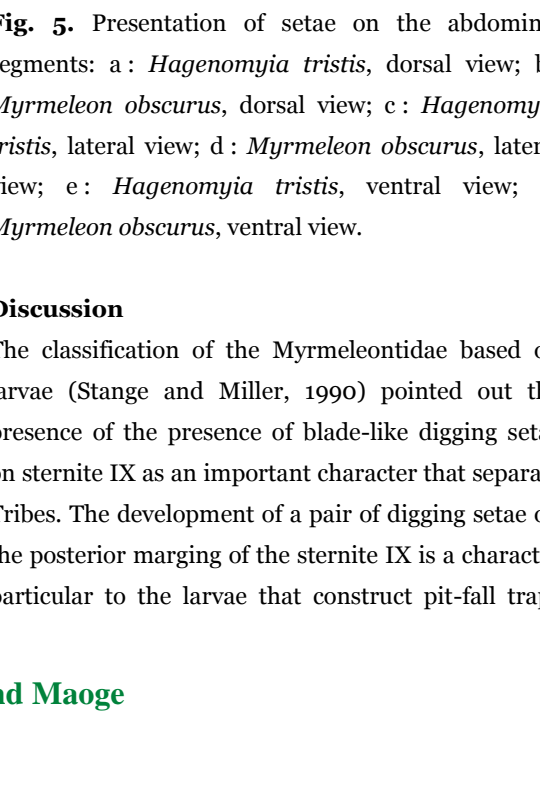 Fig. 5. Presentation of setae on the abdomin
segments: a : Hagenomyia tristis, dorsal view; b
Myrmeleon obscurus, dorsal view; c : Hagenomy
tristis, lateral view; d : Myrmeleon obscurus, later
view; e : Hagenomyia tristis, ventral view;
Myrmeleon obscurus, ventral view.
Discussion
The classification of the Myrmeleontidae based o
larvae (Stange and Miller, 1990) pointed out th
presence of the presence of blade-like digging seta
on sternite IX as an important character that separa
Tribes. The development of a pair of digging setae o
the posterior marging of the sternite IX is a charact
particular to the larvae that construct pit-fall trap
nd Maoge